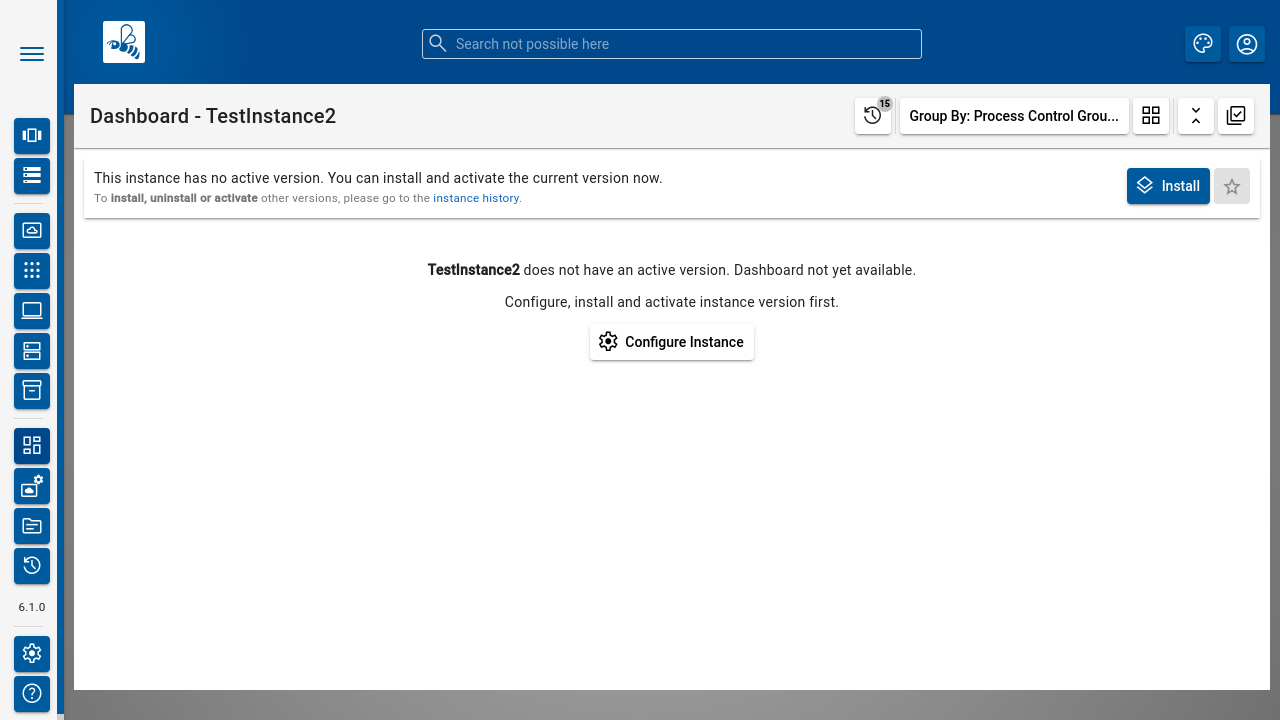 Search not possible here
Dashboard - TestInstance2
15
Group By: Process Control Grou...
This instance has no active version. You can install and activate the current version now.
To install, uninstall or activate other versions, please go to the instance history.
Install
TestInstance2 does not have an active version. Dashboard not yet available.
Configure, install and activate instance version first.
Configure Instance
6.1.0